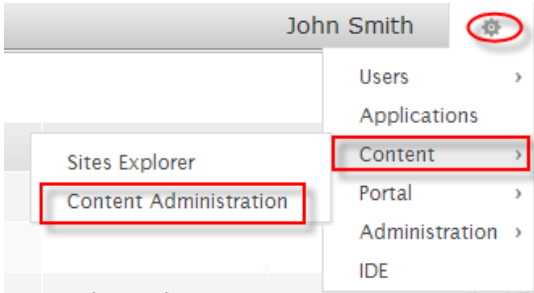 John Smith
Users
Applications
Content
Sites Explorer
Content Administration
Portal
Administration
IDE